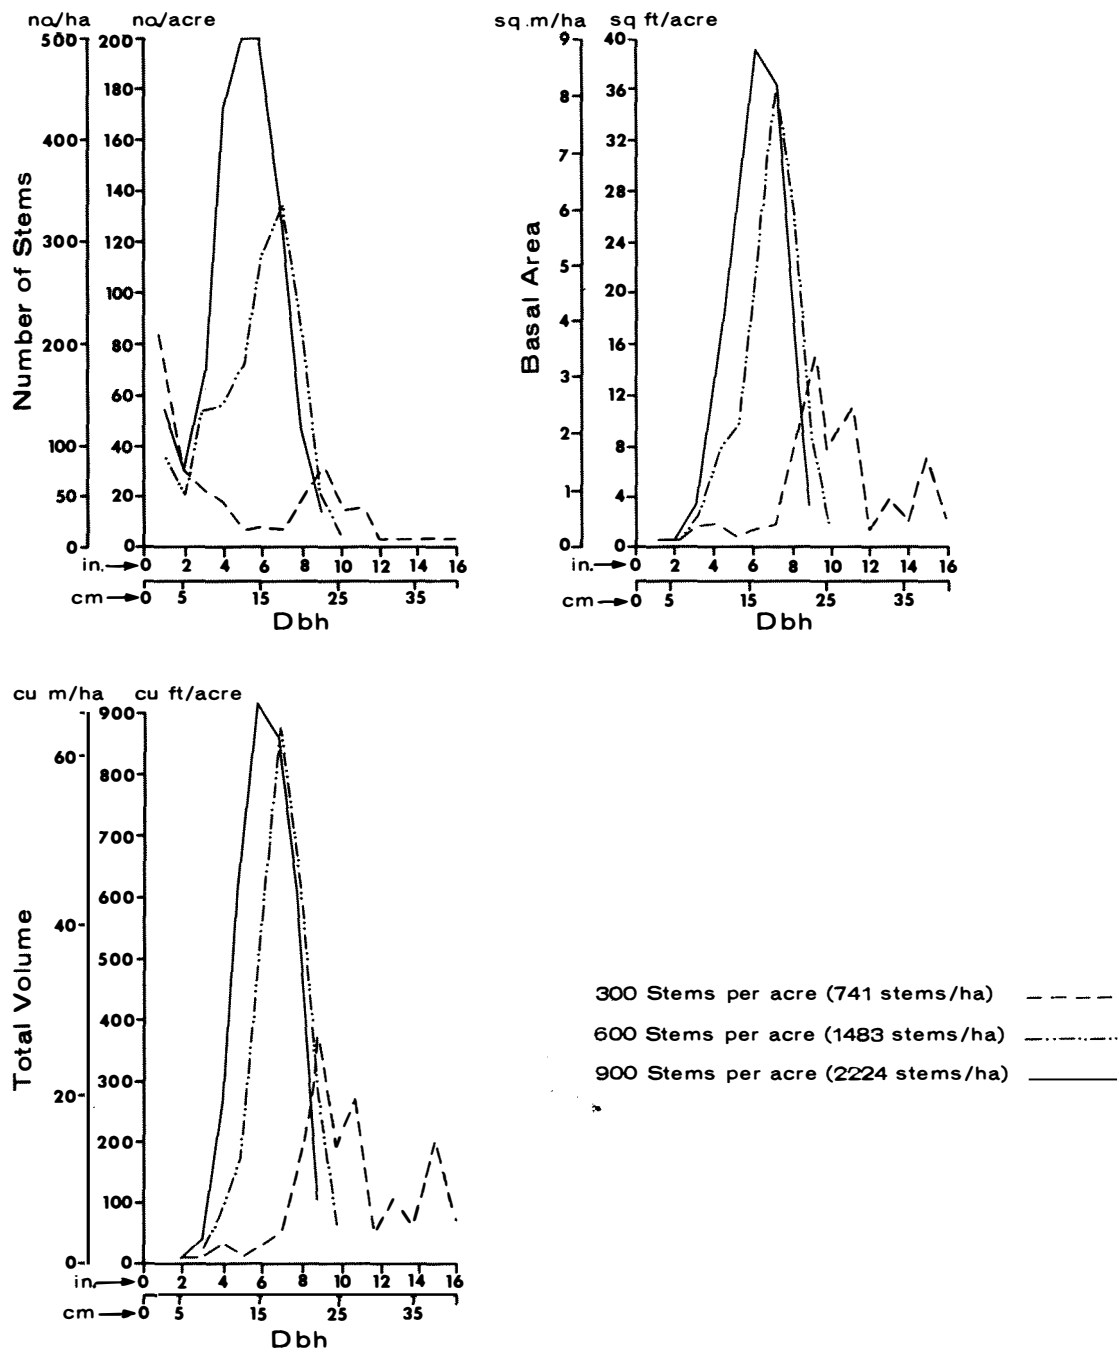 no/ha no/acre
500 200
180
400 160
140
300 120
100
200 80
60
100 40
50 20
0 0
Number of Stems
in. 0 2 4 6 8 10 12 14 16
cm 0 5 15 25 35
Dbh
sq.m/ha sq ft/acre
9 40
8 36
7 32
6 28
24
5 20
4
16
3 12
2 8
1 4
0 0
Basal Area
in. 0 2 4 6 8 10 12 14 16
cm 0 5 15 25 35
Dbh
cu m/ha cu ft/acre
900
60
800
700
600
40
500
400
300
20
200
100
0 0
Total Volume
in. 0 2 4 6 8 10 12 14 16
cm 0 5 15 25 35
Dbh
300 Stems per acre (741 stems/ha)
600 Stems per acre (1483 stems/ha)
900 Stems per acre (2224 stems/ha)